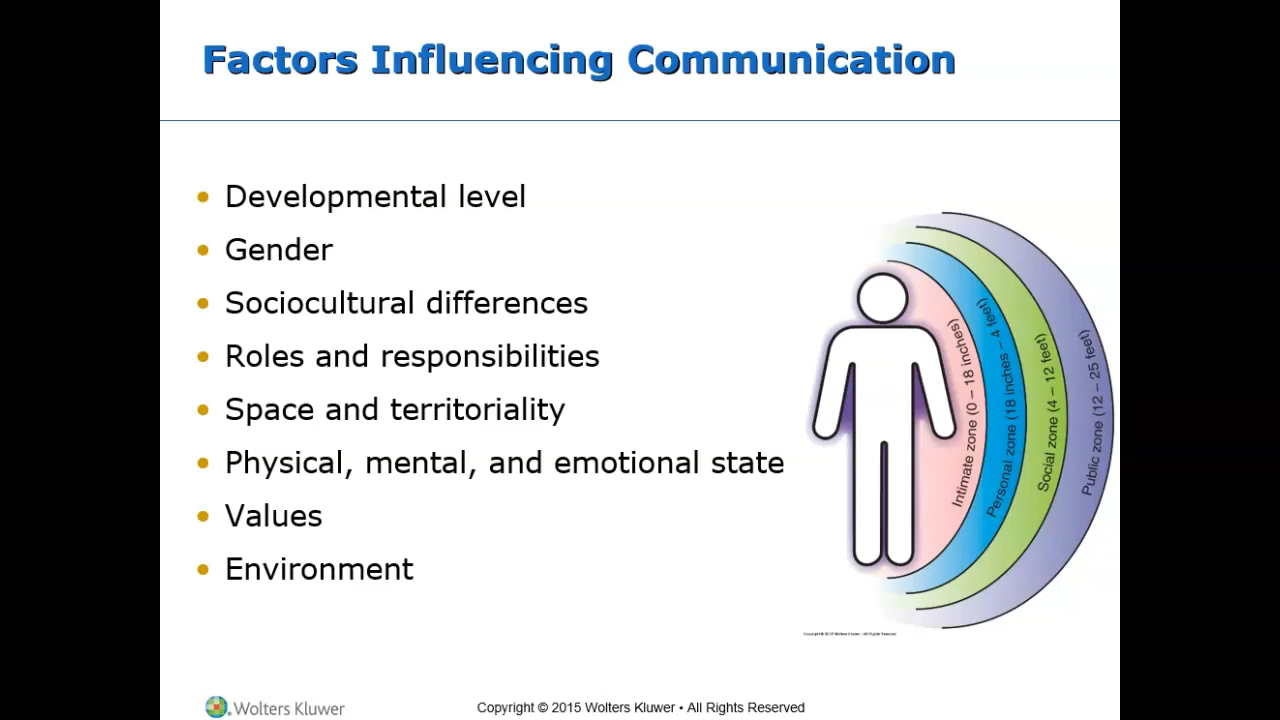 Factors Influencing Communication
Developmental level
Gender
Sociocultural differences
Roles and responsibilities
Space and territoriality
Physical, mental, and emotional state
Values
Environment
Intimate zone (0 – 18 inches)
Personal zone (18 inches – 4 feet)
Social zone (4 – 12 feet)
Public zone (12 – 25 feet)
Wolters Kluwer
Copyright © 2015 Wolters Kluwer • All Rights Reserved